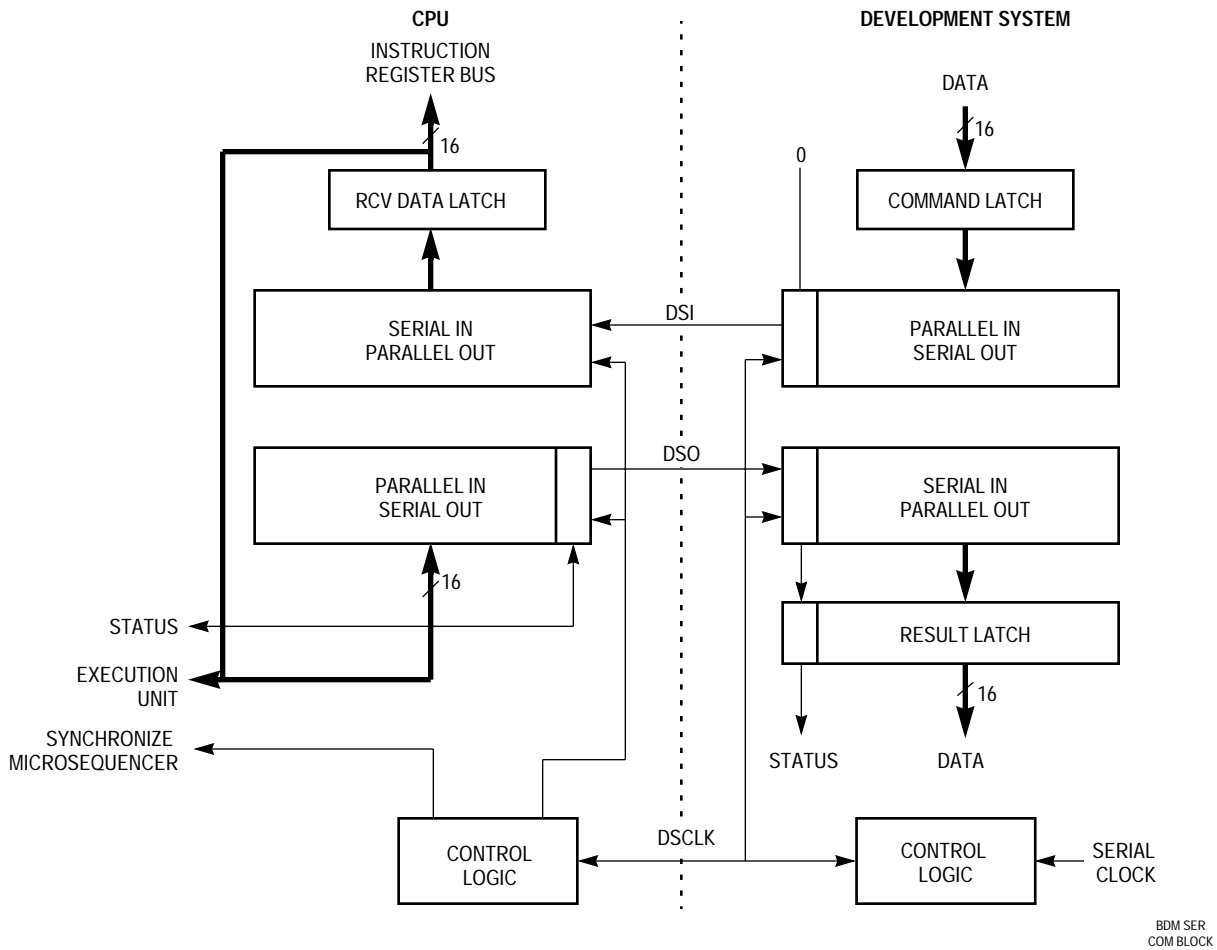 CPU
DEVELOPMENT SYSTEM
INSTRUCTION
REGISTER BUS
DATA
16
16
0
RCV DATA LATCH
COMMAND LATCH
DSI
SERIAL IN
PARALLEL OUT
PARALLEL IN
SERIAL OUT
DSO
PARALLEL IN
SERIAL OUT
SERIAL IN
PARALLEL OUT
16
STATUS
RESULT LATCH
EXECUTION
UNIT
16
SYNCHRONIZE
MICROSEQUENCER
STATUS
DATA
DSCLK
CONTROL
LOGIC
CONTROL
LOGIC
SERIAL
CLOCK
BDM SER
COM BLOCK